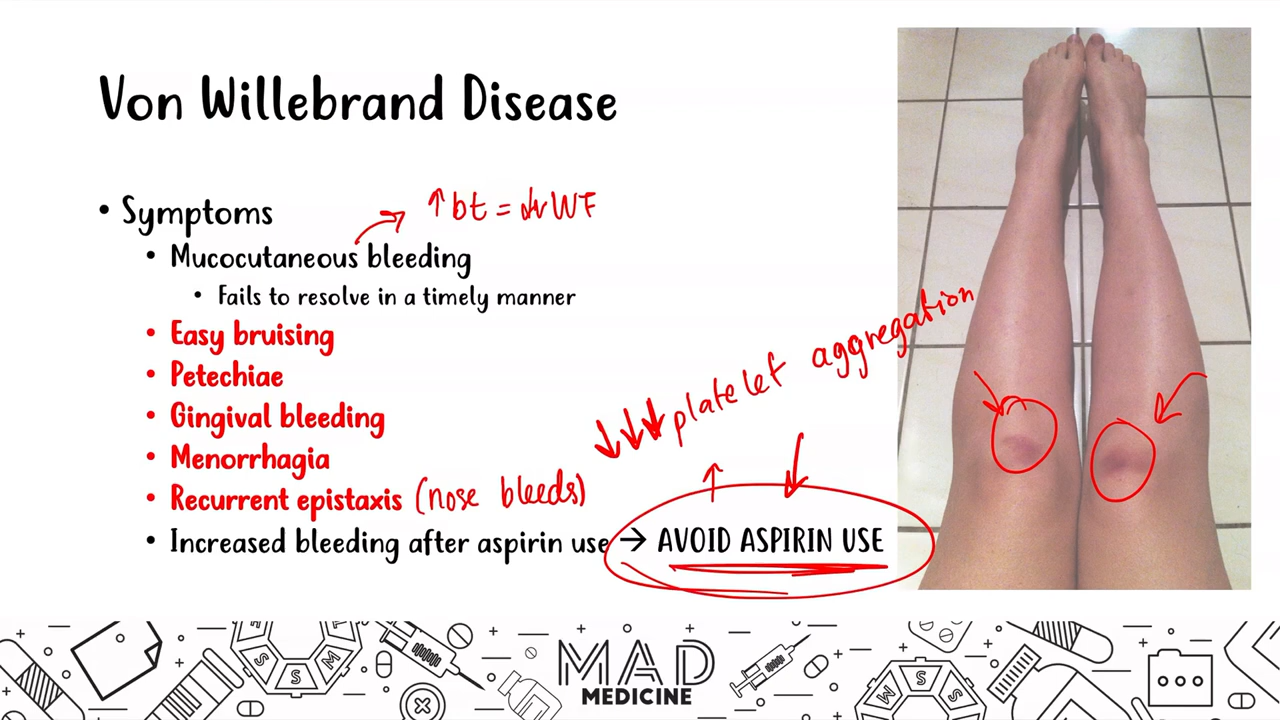 Von Willebrand Disease
• Symptoms
↑bt = ↓vWF
• Mucocutaneous bleeding
• Fails to resolve in a timely manner
• Easy bruising
• Petechiae
• Gingival bleeding
• Menorrhagia
• Recurrent epistaxis (nose bleeds)
↓↓↓ platelet aggregation
• Increased bleeding after aspirin use → AVOID ASPIRIN USE
MAD
MEDICINE
S S M
M S S